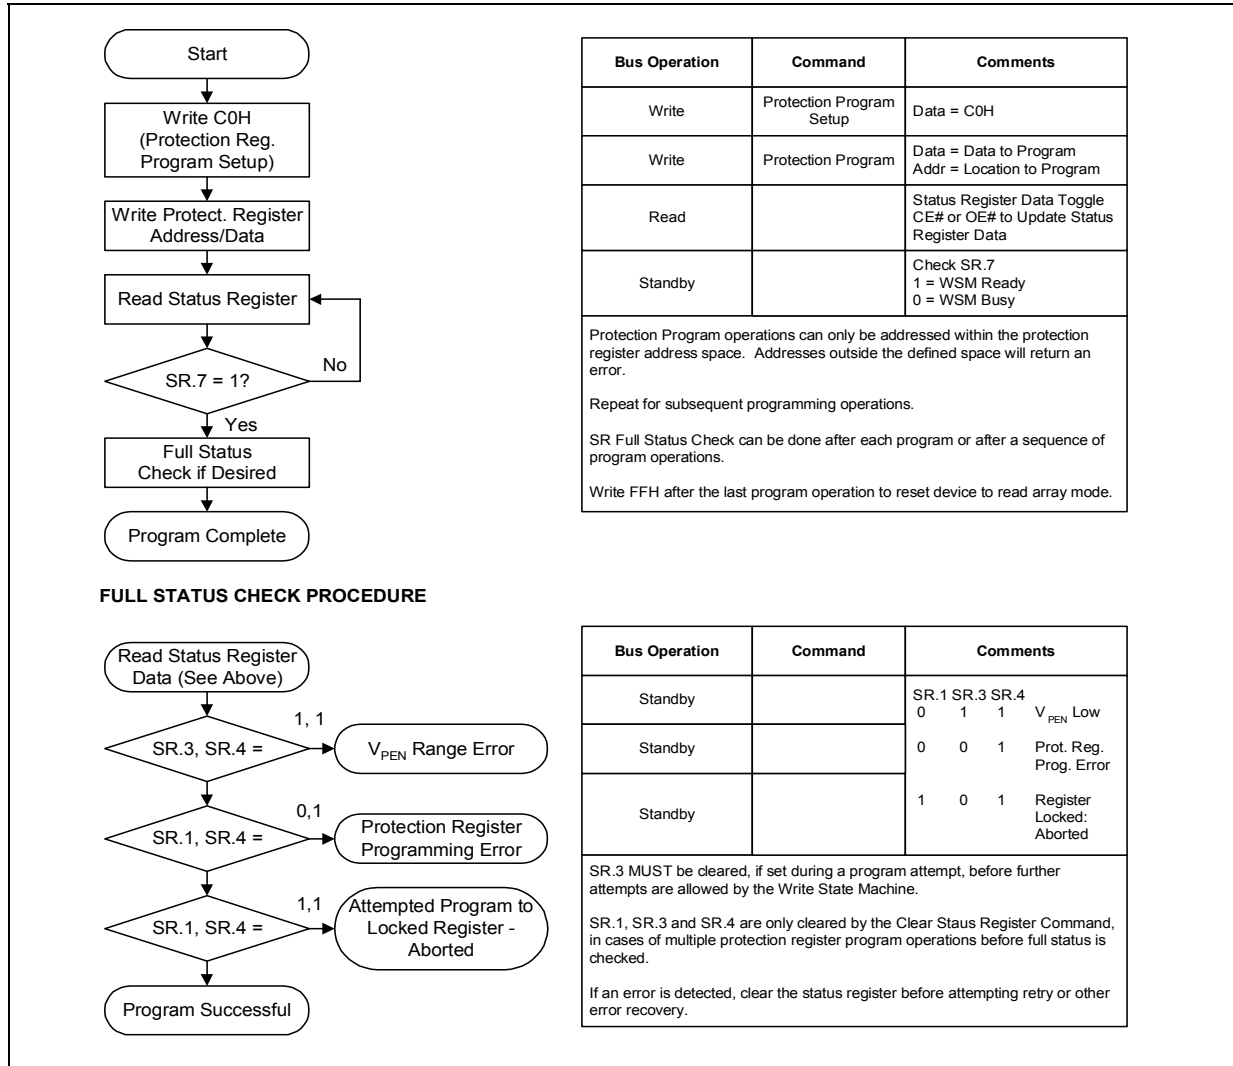 Start
Write C0H
(Protection Reg.
Program Setup)
Write Protect. Register
Address/Data
Read Status Register
No
SR.7 = 1?
Yes
Full Status
Check if Desired
Program Complete
Bus Operation Command Comments
Write Protection Program
Setup Data = C0H
Write Protection Program Data = Data to Program
Addr = Location to Program
Read Status Register Data Toggle
CE# or OE# to Update Status
Register Data
Standby Check SR.7
1 = WSM Ready
0 = WSM Busy
Protection Program operations can only be addressed within the protection
register address space. Addresses outside the defined space will return an
error.
Repeat for subsequent programming operations.
SR Full Status Check can be done after each program or after a sequence of
program operations.
Write FFH after the last program operation to reset device to read array mode.
FULL STATUS CHECK PROCEDURE
Read Status Register
Data (See Above)
1, 1
SR.3, SR.4 =
VPEN Range Error
0,1
SR.1, SR.4 =
Protection Register
Programming Error
1,1
SR.1, SR.4 =
Attempted Program to
Locked Register -
Aborted
Program Successful
Bus Operation Command Comments
Standby SR.1 SR.3 SR.4
0 1 1 VPEN Low
Standby 0 0 1 Prot. Reg.
Prog. Error
Standby 1 0 1 Register
Locked:
Aborted
SR.3 MUST be cleared, if set during a program attempt, before further
attempts are allowed by the Write State Machine.
SR.1, SR.3 and SR.4 are only cleared by the Clear Staus Register Command,
in cases of multiple protection register program operations before full status is
checked.
If an error is detected, clear the status register before attempting retry or other
error recovery.